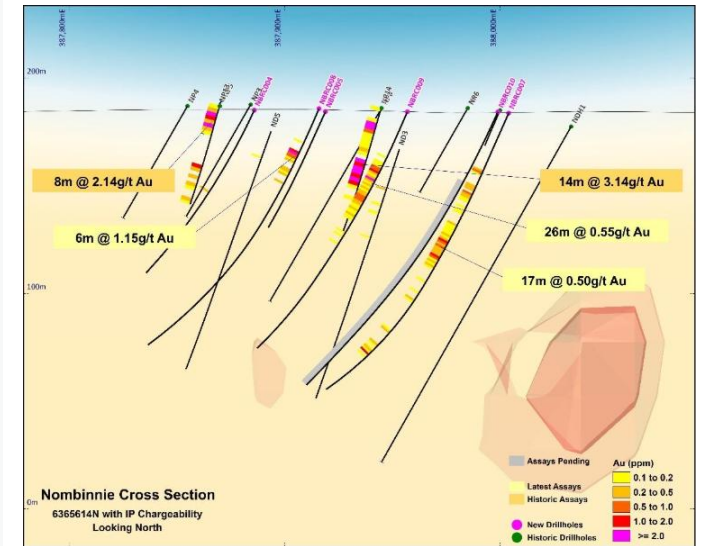 387,800mE
387,900mE
388,000mE
200m
NP4
NP3
NBRC004
ND5
NBRC008
NBRC005
NBRC009
ND3
NR6
NBRC010
NBRC007
NDH1
8m @ 2.14g/t Au
14m @ 3.14g/t Au
6m @ 1.15g/t Au
26m @ 0.55g/t Au
17m @ 0.50g/t Au
100m
0m
Nombinnie Cross Section
6365614N with IP Chargeability
Looking North
Assays Pending
Latest Assays
Historic Assays
New Drillholes
Historic Drillholes
Au (ppm)
0.1 to 0.2
0.2 to 0.5
0.5 to 1.0
1.0 to 2.0
>= 2.0